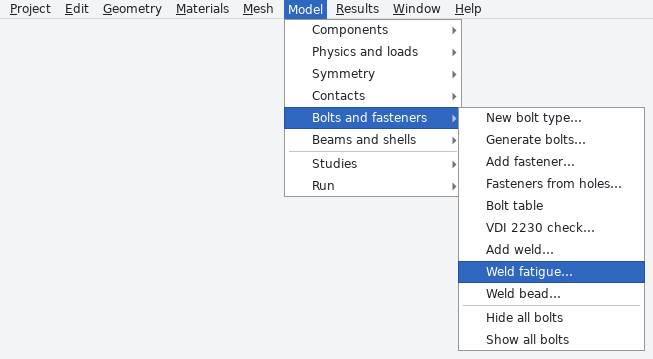 Project Edit Geometry Materials Mesh Model Results Window Help
Components
Physics and loads
Symmetry
Contacts
Bolts and fasteners
Beams and shells
Studies
Run
New bolt type...
Generate bolts...
Add fastener...
Fasteners from holes...
Bolt table
VDI 2230 check...
Add weld...
Weld fatigue...
Weld bead...
Hide all bolts
Show all bolts